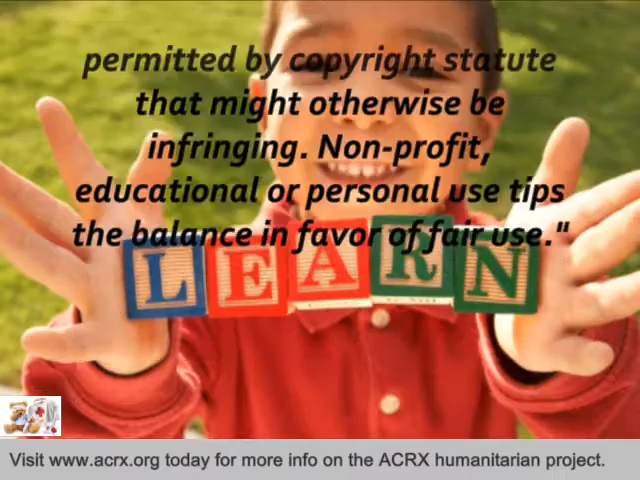 permitted by copyright statute
that might otherwise be
infringing. Non-profit,
educational or personal use tips
the balance in favor of fair use."
LEARN
Visit www.acrx.org today for more info on the ACRX humanitarian project.